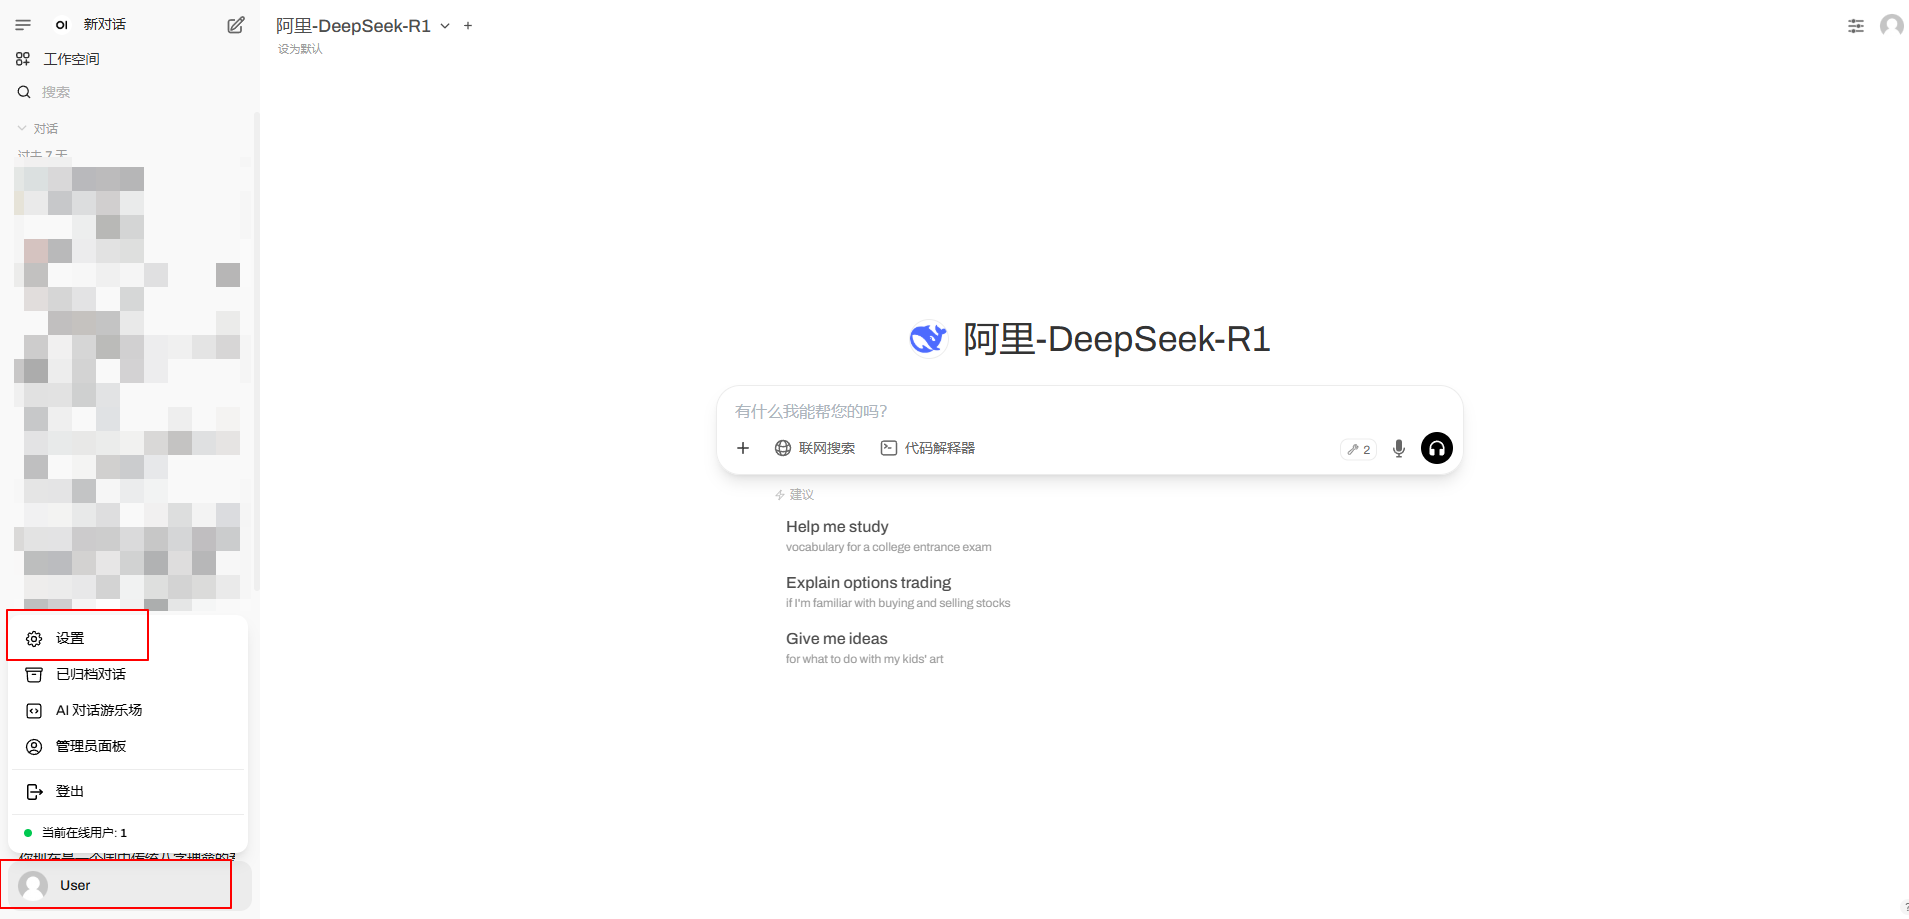 OI 新对话
工作空间
搜索
对话
过去 7 天
设置
已归档对话
AI 对话游乐场
管理员面板
登出
当前在线用户: 1
User
阿里-DeepSeek-R1
设为默认
阿里-DeepSeek-R1
有什么我能帮您的吗?
联网搜索
代码解释器
2
建议
Help me study
vocabulary for a college entrance exam
Explain options trading
if I'm familiar with buying and selling stocks
Give me ideas
for what to do with my kids' art
?